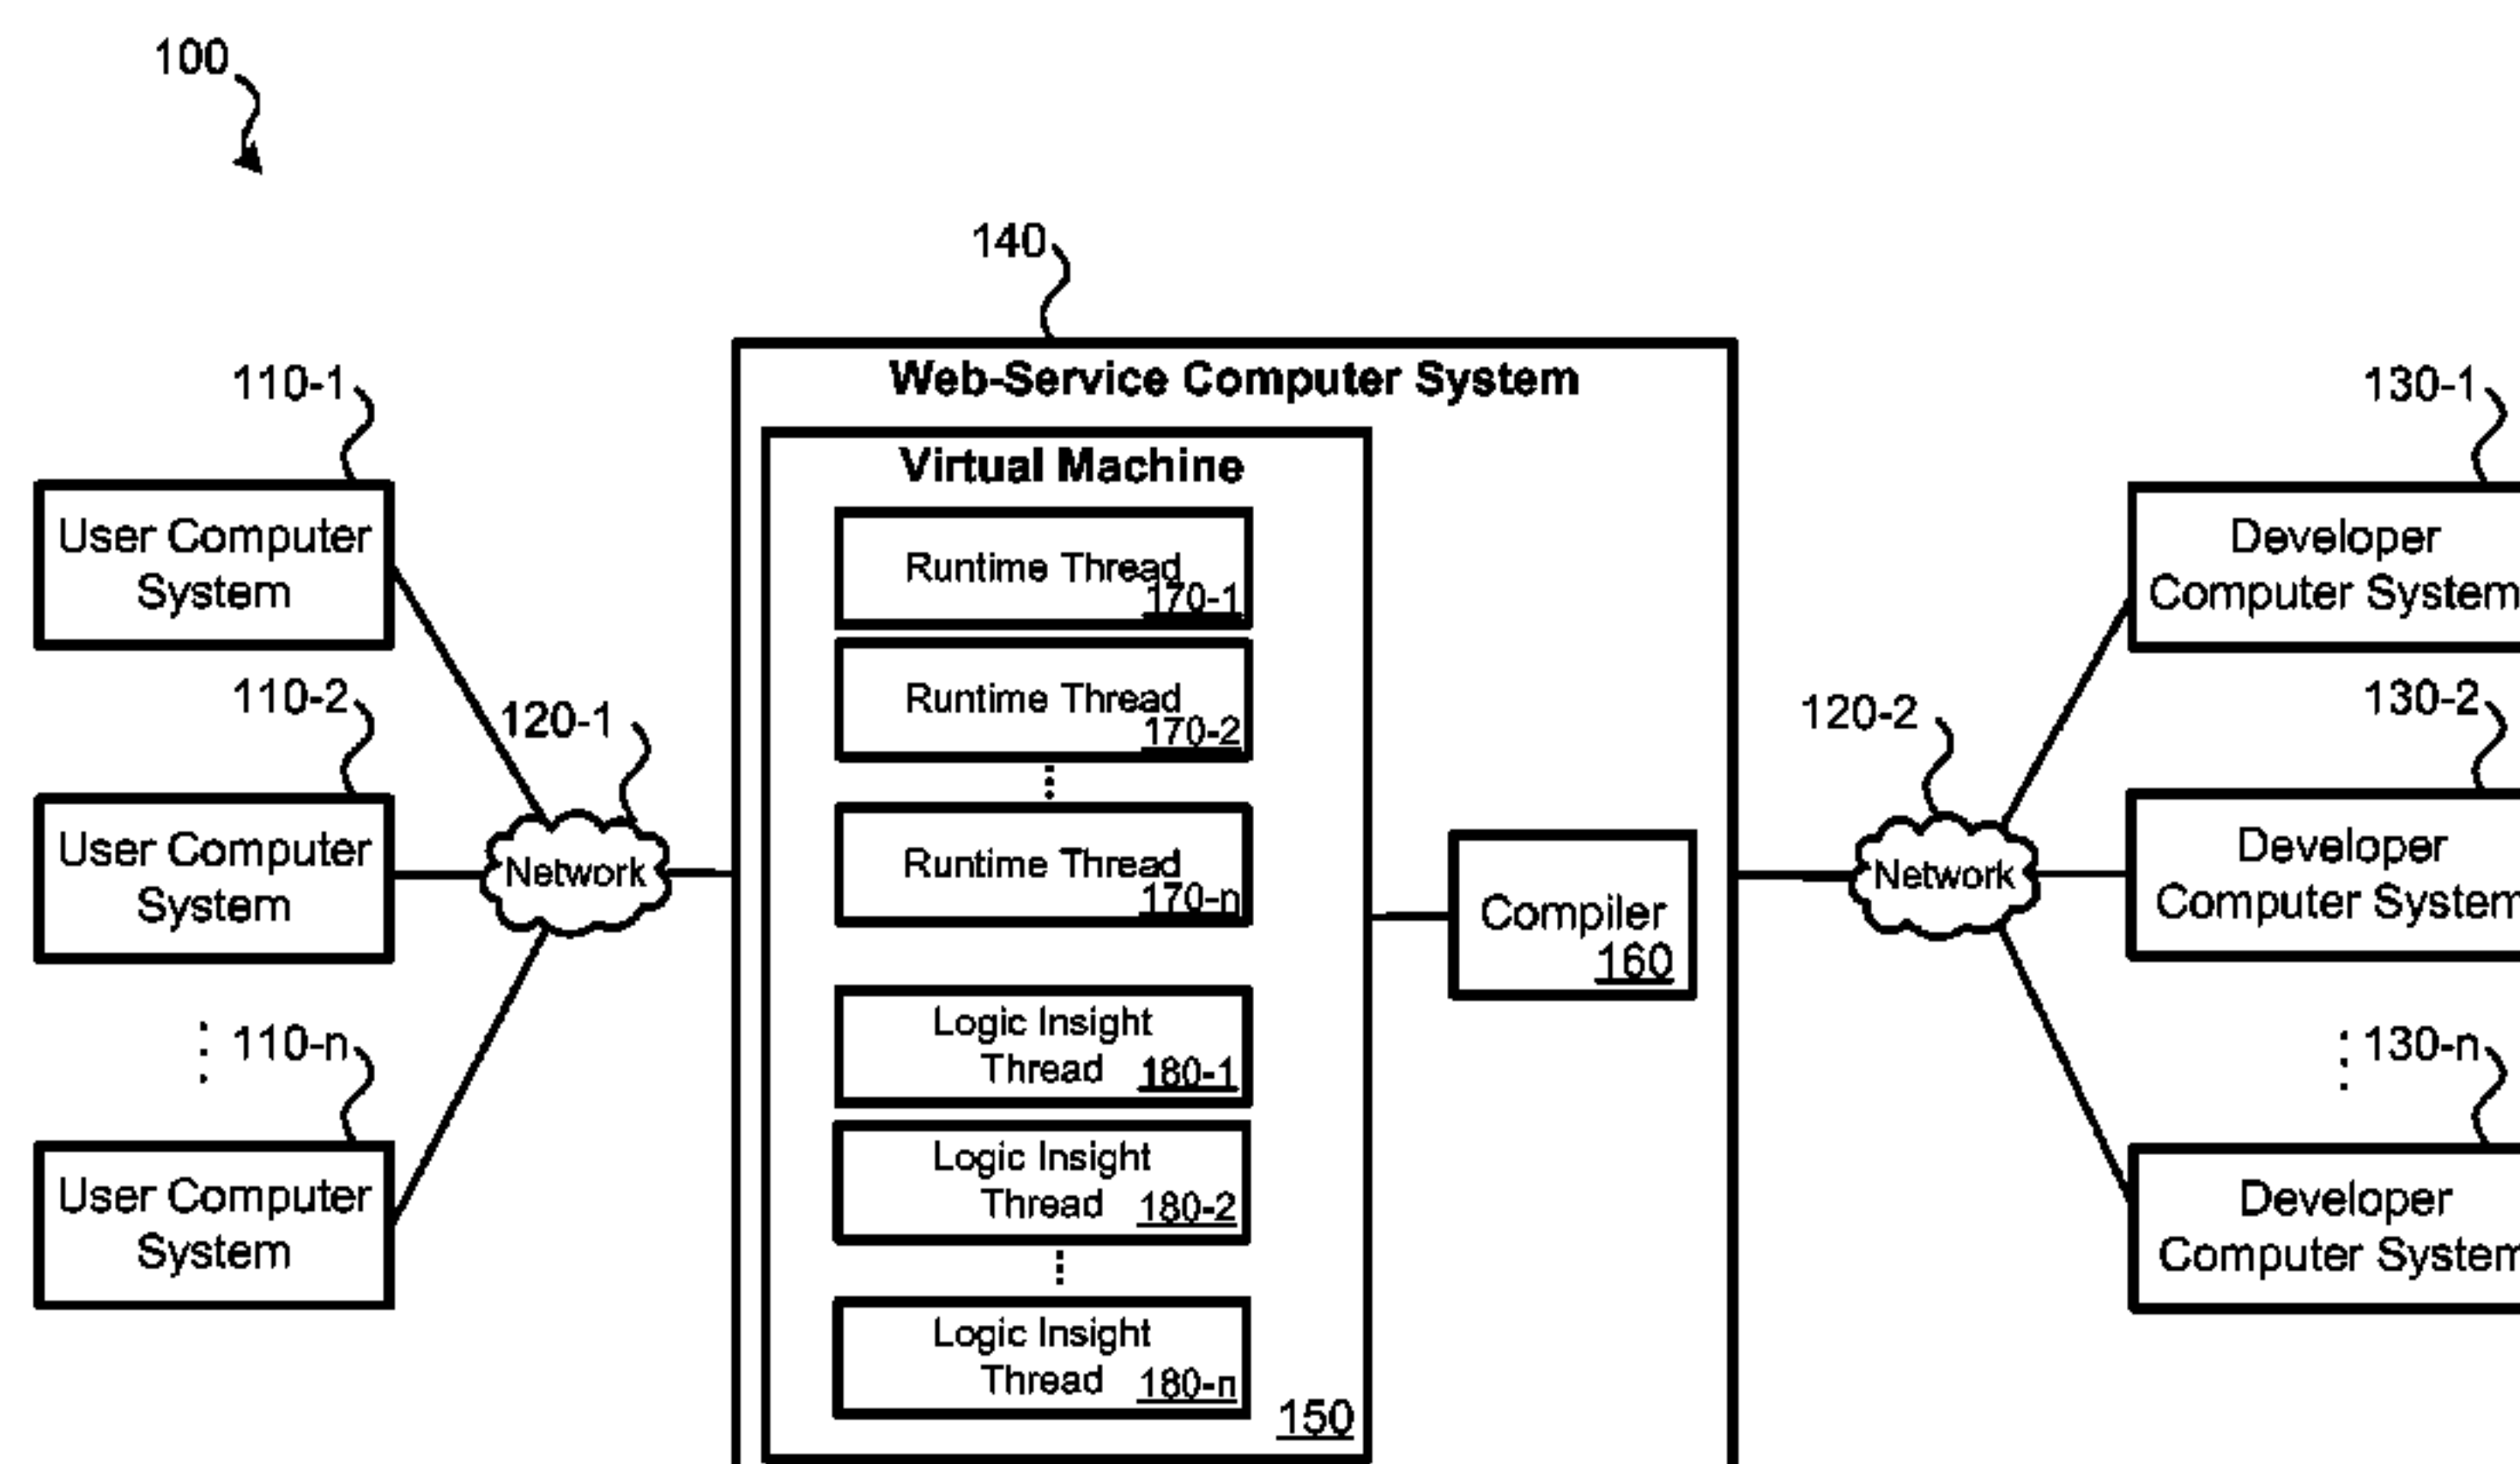 100
140
Web-Service Computer System
110-1
User Computer
System
110-2
User Computer
System
110-n
User Computer
System
120-1
Network
Virtual Machine
Runtime Thread
170-1
Runtime Thread
170-2
Runtime Thread
170-n
Logic Insight
Thread 180-1
Logic Insight
Thread 180-2
Logic Insight
Thread 180-n
150
Compiler
160
120-2
Network
130-1
Developer
Computer System
130-2
Developer
Computer System
130-n
Developer
Computer System